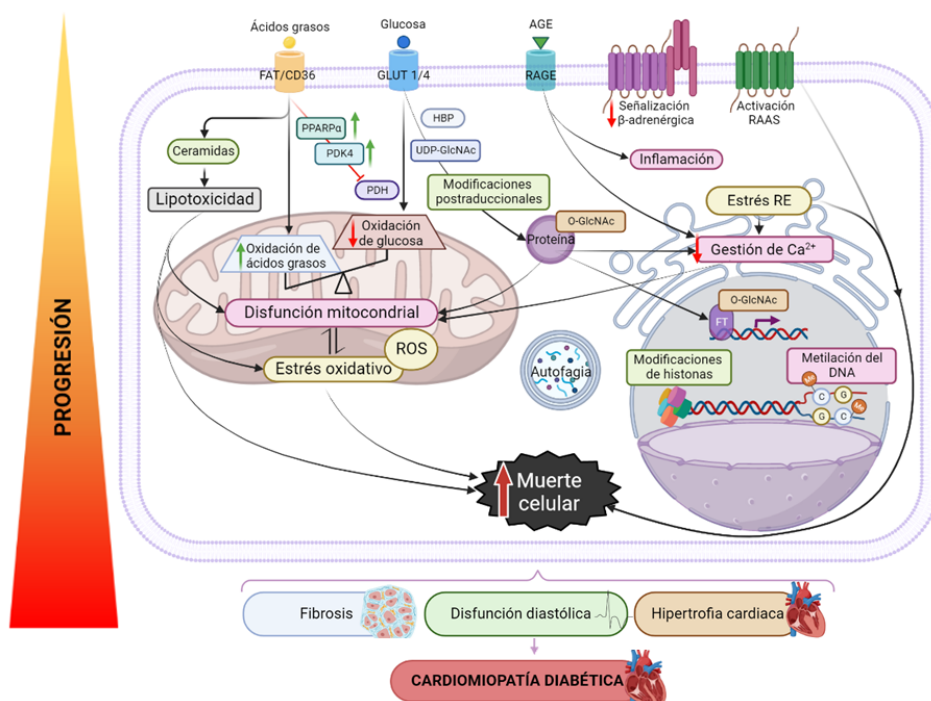 Ácidos grasos
Glucosa
AGE
FAT/CD36
GLUT 1/4
RAGE
Señalización
β-adrenérgica
Activación
RAAS
HBP
PPARPα
PDK4
UDP-GlcNAc
PDH
Ceramidas
Lipotoxicidad
Inflamación
Modificaciones
postraduccionales
Estrés RE
O-GlcNAc
Proteína
Gestión de Ca²⁺
Oxidación de
ácidos grasos
Oxidación
de glucosa
Disfunción mitocondrial
ROS
Estrés oxidativo
Autofagia
O-GlcNAc
FT
Modificaciones
de histonas
Metilación del
DNA
Me
C
G
G
C
Me
Muerte
celular
PROGRESIÓN
Fibrosis
Disfunción diastólica
Hipertrofia cardiaca
CARDIOMIOPATÍA DIABÉTICA